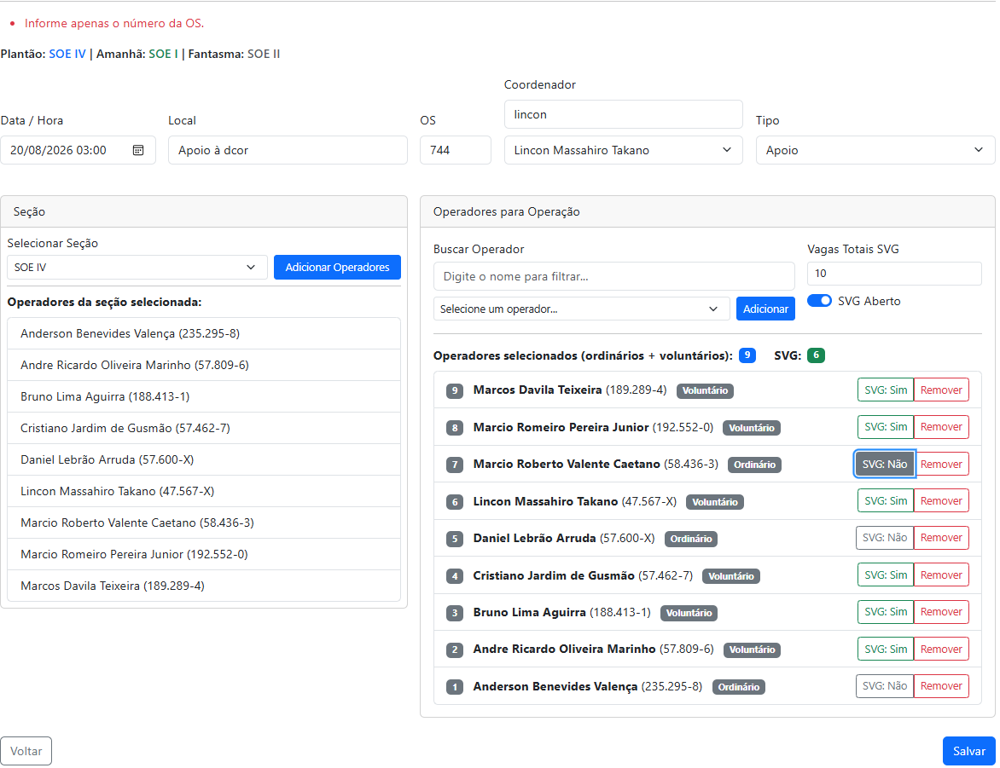 Informe apenas o número da OS.
Plantão: SOE IV | Amanhã: SOE I | Fantasma: SOE II
Coordenador
Data / Hora
Local
OS
lincon
Tipo
20/08/2026 03:00
Apoio à dcor
744
Lincon Massahiro Takano
Apoio
Seção
Selecionar Seção
SOE IV
Adicionar Operadores
Operadores da seção selecionada:
Anderson Benevides Valença (235.295-8)
Andre Ricardo Oliveira Marinho (57.809-6)
Bruno Lima Aguirra (188.413-1)
Cristiano Jardim de Gusmão (57.462-7)
Daniel Lebrão Arruda (57.600-X)
Lincon Massahiro Takano (47.567-X)
Marcio Roberto Valente Caetano (58.436-3)
Marcio Romeiro Pereira Junior (192.552-0)
Marcos Davila Teixeira (189.289-4)
Operadores para Operação
Buscar Operador
Digite o nome para filtrar...
Selecione um operador...
Adicionar
Vagas Totais SVG
10
SVG Aberto
Operadores selecionados (ordinários + voluntários): 9 SVG: 6
9 Marcos Davila Teixeira (189.289-4) Voluntário SVG: Sim Remover
8 Marcio Romeiro Pereira Junior (192.552-0) Voluntário SVG: Sim Remover
7 Marcio Roberto Valente Caetano (58.436-3) Ordinário SVG: Não Remover
6 Lincon Massahiro Takano (47.567-X) Voluntário SVG: Sim Remover
5 Daniel Lebrão Arruda (57.600-X) Ordinário SVG: Não Remover
4 Cristiano Jardim de Gusmão (57.462-7) Voluntário SVG: Sim Remover
3 Bruno Lima Aguirra (188.413-1) Voluntário SVG: Sim Remover
2 Andre Ricardo Oliveira Marinho (57.809-6) Voluntário SVG: Sim Remover
1 Anderson Benevides Valença (235.295-8) Ordinário SVG: Não Remover
Voltar
Salvar